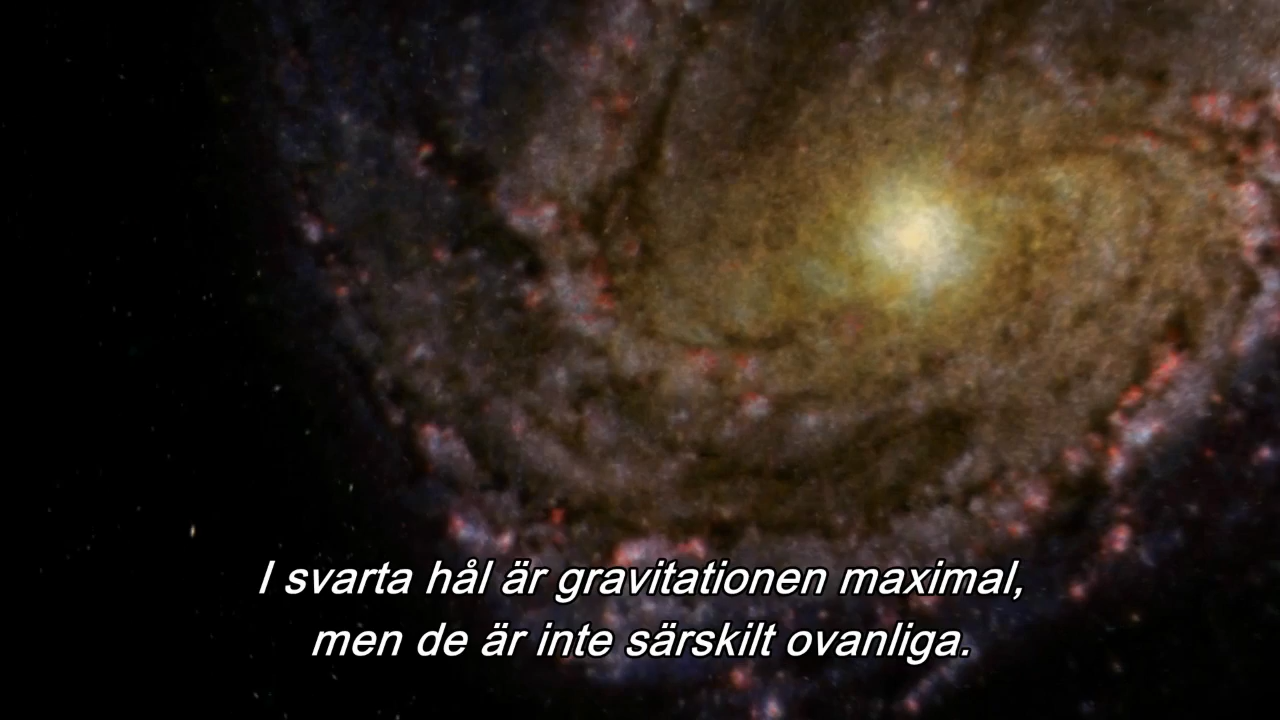 I svarta hål är gravitationen maximal,
men de är inte särskilt ovanliga.